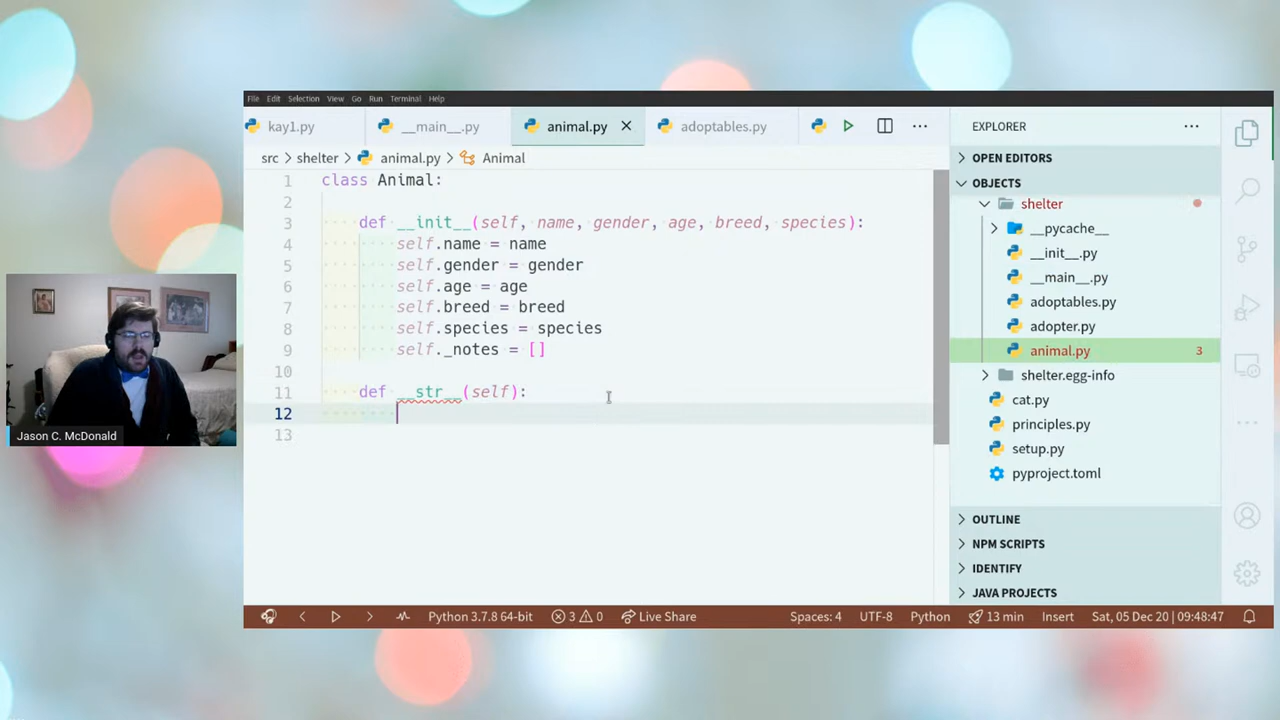 File Edit Selection View Go Run Terminal Help
kay1.py __main__.py animal.py adoptables.py
EXPLORER
src shelter animal.py Animal
OPEN EDITORS
OBJECTS
shelter
__pycache__
__init__.py
__main__.py
adoptables.py
adopter.py
animal.py 3
shelter.egg-info
cat.py
principles.py
setup.py
pyproject.toml
OUTLINE
NPM SCRIPTS
IDENTIFY
JAVA PROJECTS
1 class Animal:
2
3 def __init__(self, name, gender, age, breed, species):
4 self.name = name
5 self.gender = gender
6 self.age = age
7 self.breed = breed
8 self.species = species
9 self._notes = []
10
11 def __str__(self):
12
13
Jason C. McDonald
Python 3.7.8 64-bit 3 0 Live Share Spaces: 4 UTF-8 Python 13 min Insert Sat, 05 Dec 20 09:48:47